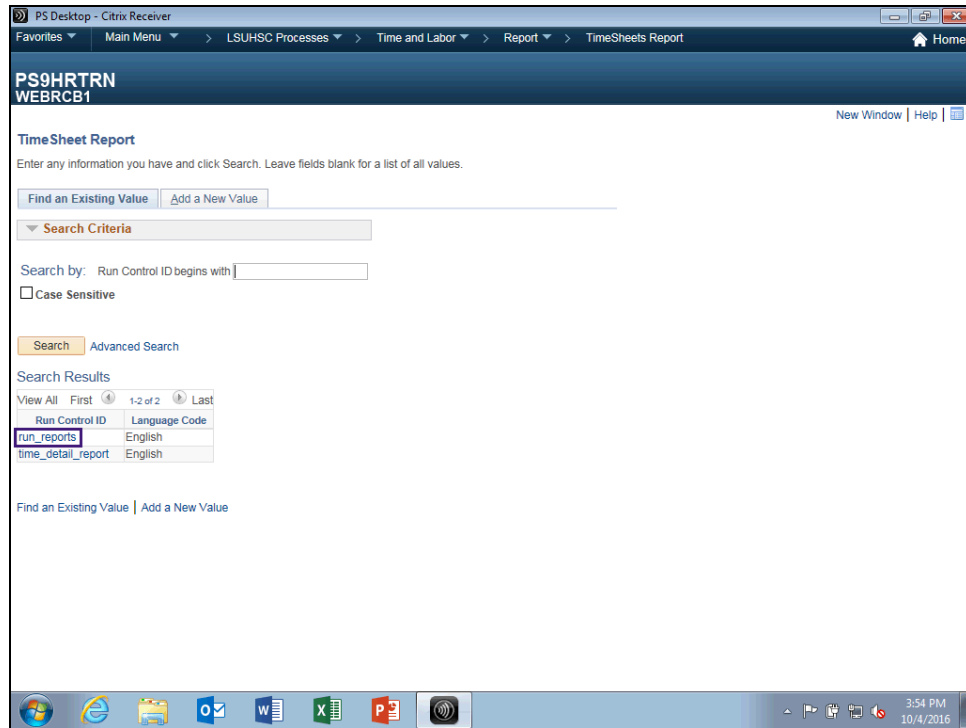 PS Desktop - Citrix Receiver
Favorites Main Menu > LSUHSC Processes > Time and Labor > Report > TimeSheets Report Home
PS9HRTRN
WEBRCB1
New Window | Help |
TimeSheet Report
Enter any information you have and click Search. Leave fields blank for a list of all values.
Find an Existing Value Add a New Value
Search Criteria
Search by: Run Control ID begins with
Case Sensitive
Search Advanced Search
Search Results
View All First 1-2 of 2 Last
Run Control ID Language Code
run_reports English
time_detail_report English
Find an Existing Value | Add a New Value
3:54 PM
10/4/2016